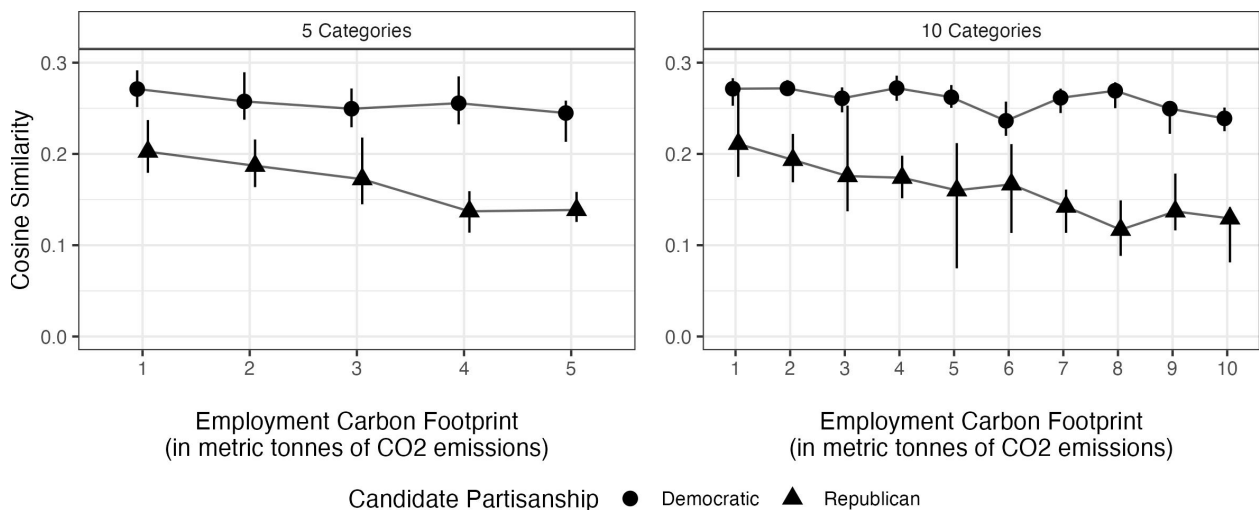 5 Categories
10 Categories
Cosine Similarity
0.3
0.2
0.1
0.0
1 2 3 4 5
0.3
0.2
0.1
0.0
1 2 3 4 5 6 7 8 9 10
Employment Carbon Footprint
(in metric tonnes of CO2 emissions)
Employment Carbon Footprint
(in metric tonnes of CO2 emissions)
Candidate Partisanship Democratic Republican